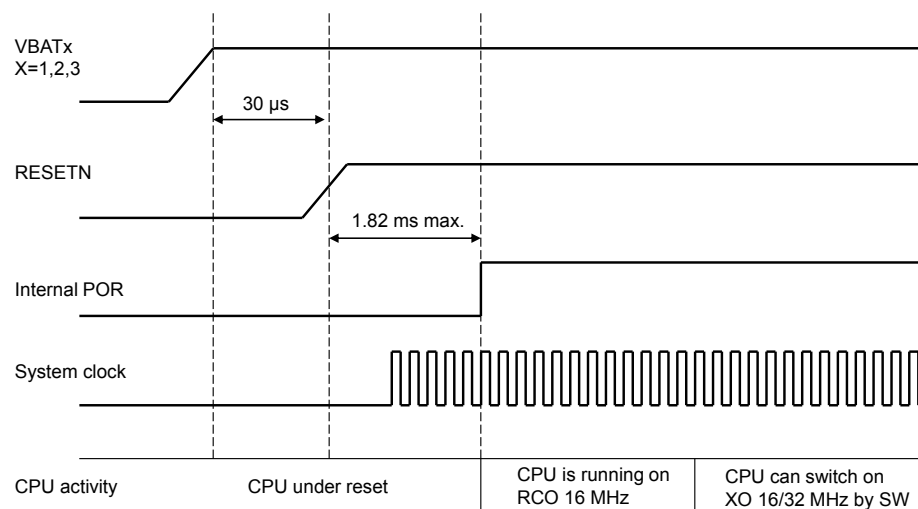 VBATx
X=1,2,3
30 µs
RESETN
1.82 ms max.
Internal POR
System clock
CPU activity
CPU under reset
CPU is running on
RCO 16 MHz
CPU can switch on
XO 16/32 MHz by SW